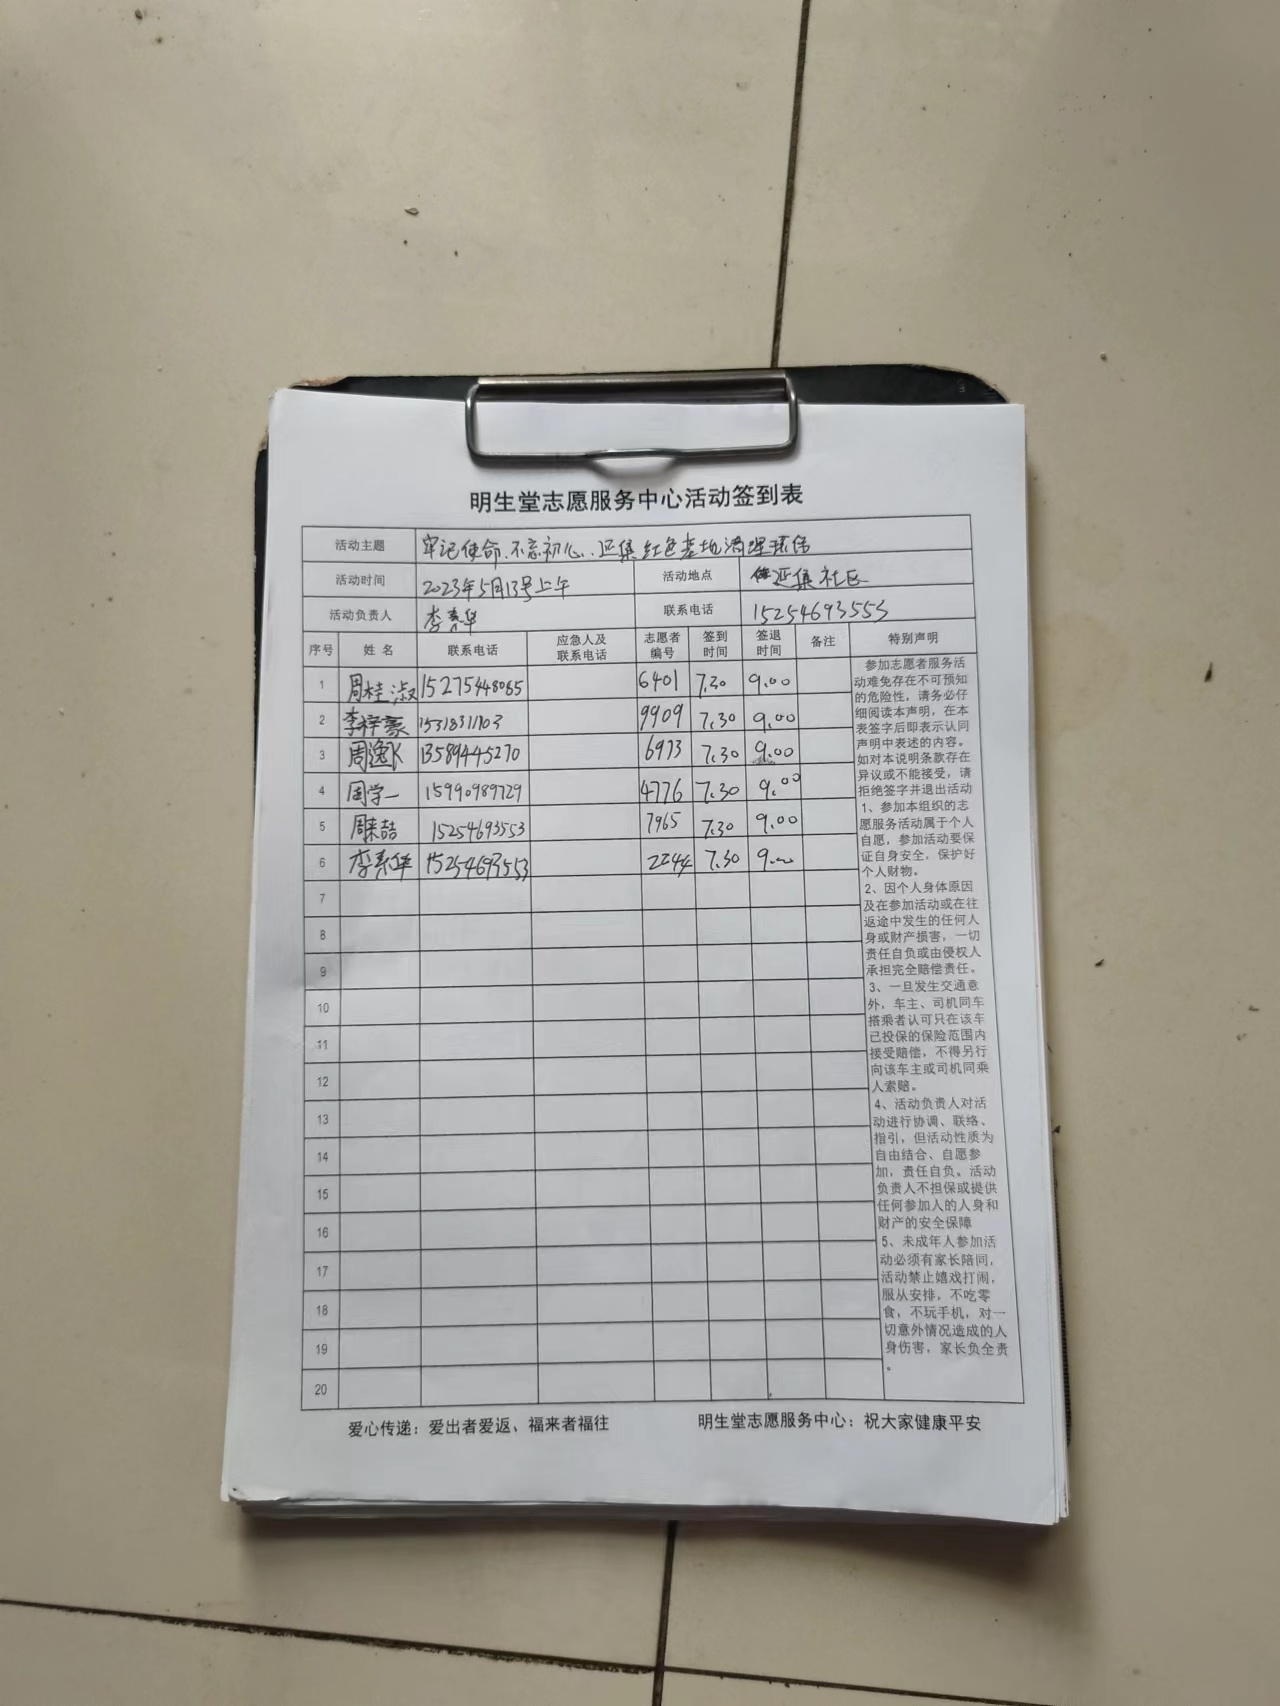 明生堂志愿服务中心活动签到表
活动主题 牢记使命、不忘初心、延集红色基地清理环保
活动时间 2023年5月13号上午 活动地点 延集社区
活动负责人 李素华 联系电话 15254693553
序号 姓名 联系电话 应急人及联系电话 志愿者编号 签到时间 签退时间 备注 特别声明
1 周桂淑 15275448065 6401 7.30 9.00
2 李梓豪 15318311703 9909 7.30 9.00
3 周逸飞 13589445270 6973 7.30 9.00
4 周学一 15990989729 4776 7.30 9.00
5 周来喆 15254693553 7965 7.30 9.00
6 李素华 15254693553 2244 7.30 9.00
7
8
9
10
11
12
13
14
15
16
17
18
19
20
参加志愿者服务活
动难免存在不可预知
的危险性，请务必仔
细阅读本声明，在本
表签字后即表示认同
声明中表述的内容。
如对本说明条款存在
异议或不能接受，请
拒绝签字并退出活动
1、参加本组织的志
愿服务活动属于个人
自愿，参加活动要保
证自身安全，保护好
个人财物。
2、因个人身体原因
及在参加活动或在往
返途中发生的任何人
身或财产损害，一切
责任自负或由侵权人
承担完全赔偿责任。
3、一旦发生交通意
外，车主、司机同车
搭乘者认可只在该车
已投保的保险范围内
接受赔偿，不得另行
向该车主或司机同乘
人索赔。
4、活动负责人对活
动进行协调、联络、
指引，但活动性质为
自由结合、自愿参
加，责任自负。活动
负责人不担保或提供
任何参加人的人身和
财产的安全保障
5、未成年人参加活
动必须有家长陪同，
活动禁止嬉戏打闹，
服从安排，不吃零
食，不玩手机，对一
切意外情况造成的人
身伤害，家长负全责
。
爱心传递：爱出者爱返、福来者福往 明生堂志愿服务中心：祝大家健康平安